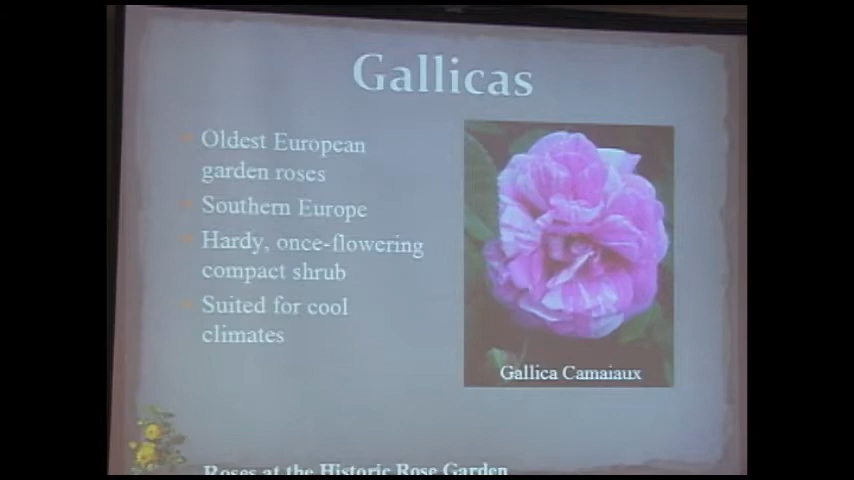 Gallicas
Oldest European
garden roses
Southern Europe
Hardy, once-flowering
compact shrub
Suited for cool
climates
Gallica Camaiaux
Roses at the Historic Rose Garden